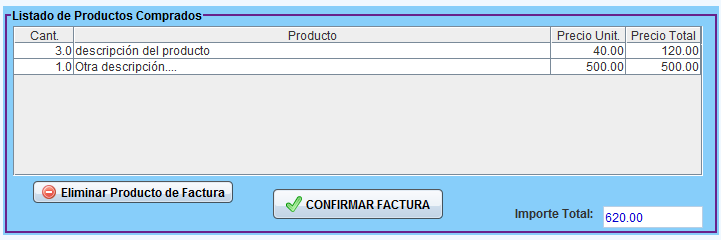 Listado de Productos Comprados
Cant. Producto Precio Unit. Precio Total
3.0 descripción del producto 40.00 120.00
1.0 Otra descripción.... 500.00 500.00
Eliminar Producto de Factura
CONFIRMAR FACTURA
Importe Total: 620.00